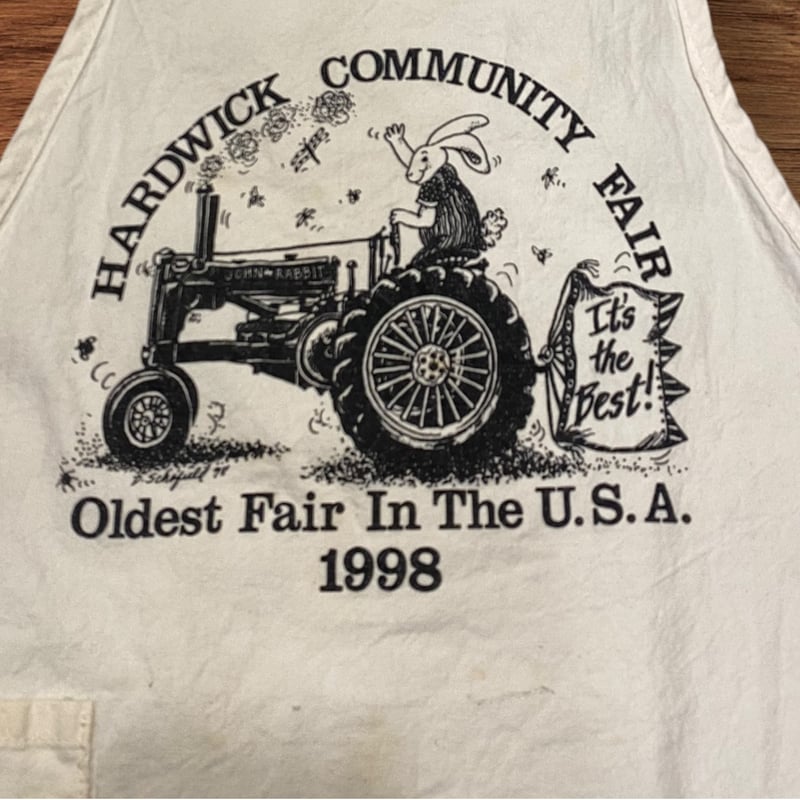 HARDWICK COMMUNITY FAIR
JOHN RABBIT
It's
the
Best!
Oldest Fair In The U.S.A.
1998